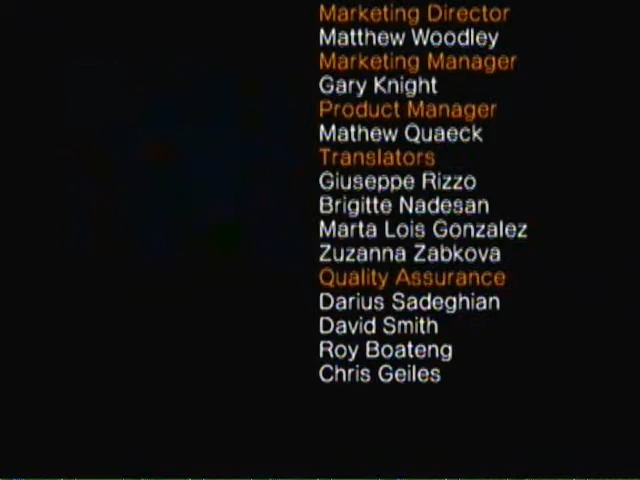 Marketing Director
Matthew Woodley
Marketing Manager
Gary Knight
Product Manager
Mathew Quaeck
Translators
Giuseppe Rizzo
Brigitte Nadesan
Marta Lois Gonzalez
Zuzanna Zabkova
Quality Assurance
Darius Sadeghian
David Smith
Roy Boateng
Chris Geiles